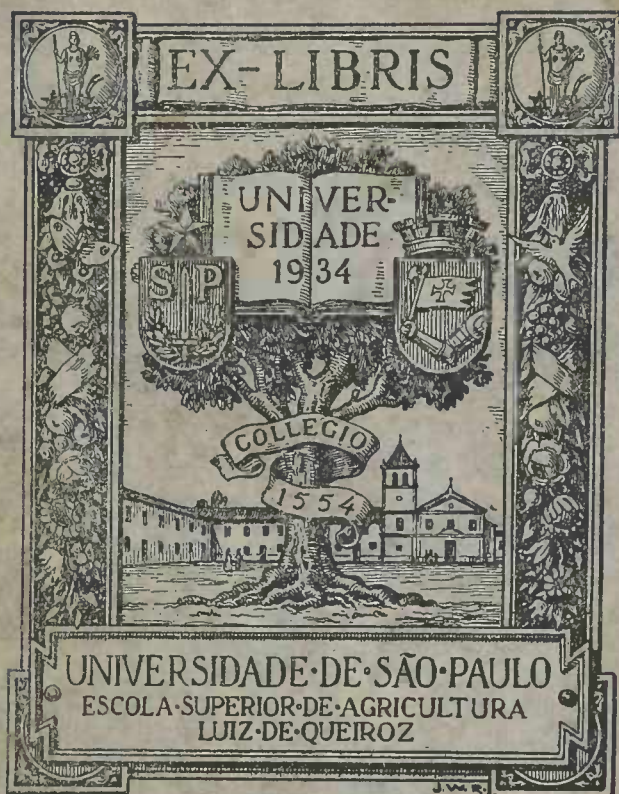 EX-LIBRIS
UNIVER-
SIDADE
1934
S P
COLLEGIO
1554
UNIVERSIDADE·DE·SÃO·PAULO
ESCOLA·SUPERIOR·DE·AGRICULTURA
LUIZ·DE·QUEIROZ
J.W.R.